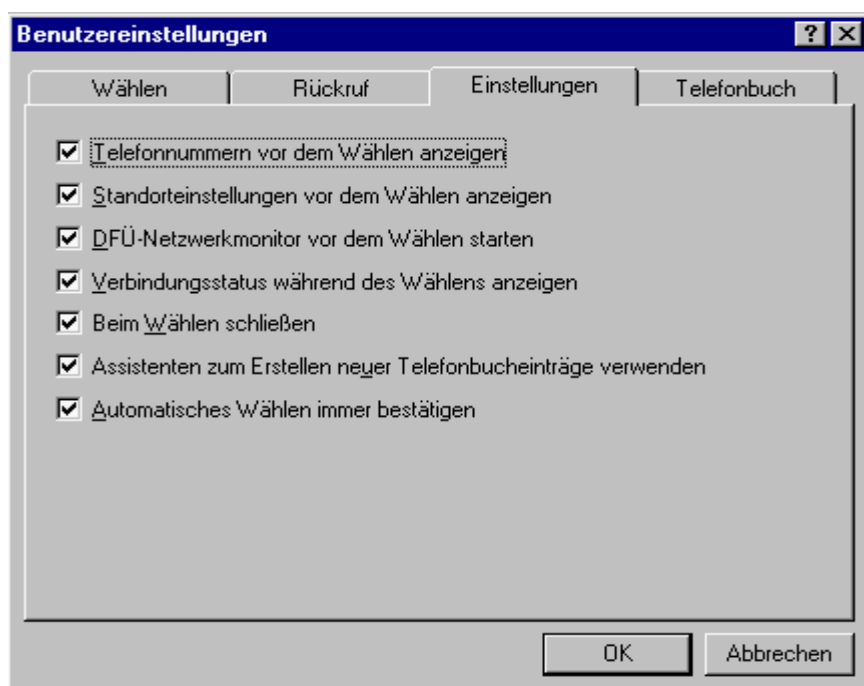 Benutzereinstellungen
Wählen Rückruf Einstellungen Telefonbuch
Telefonnummern vor dem Wählen anzeigen
Standorteinstellungen vor dem Wählen anzeigen
DFÜ-Netzwerkmonitor vor dem Wählen starten
Verbindungsstatus während des Wählens anzeigen
Beim Wählen schließen
Assistenten zum Erstellen neuer Telefonbucheinträge verwenden
Automatisches Wählen immer bestätigen
OK Abbrechen